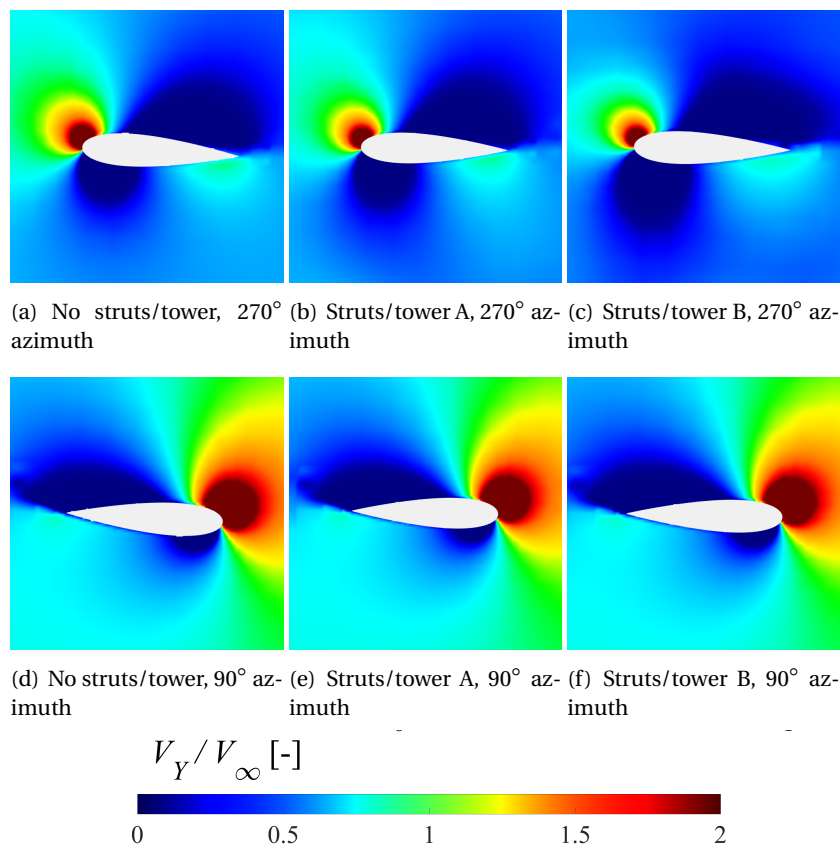 (a) No struts/tower, 270° azimuth
(b) Struts/tower A, 270° az-
imuth
(c) Struts/tower B, 270° az-
imuth
(d) No struts/tower, 90° az-
imuth
(e) Struts/tower A, 90° az-
imuth
(f) Struts/tower B, 90° az-
imuth
V_Y / V_∞ [-]
0 0.5 1 1.5 2